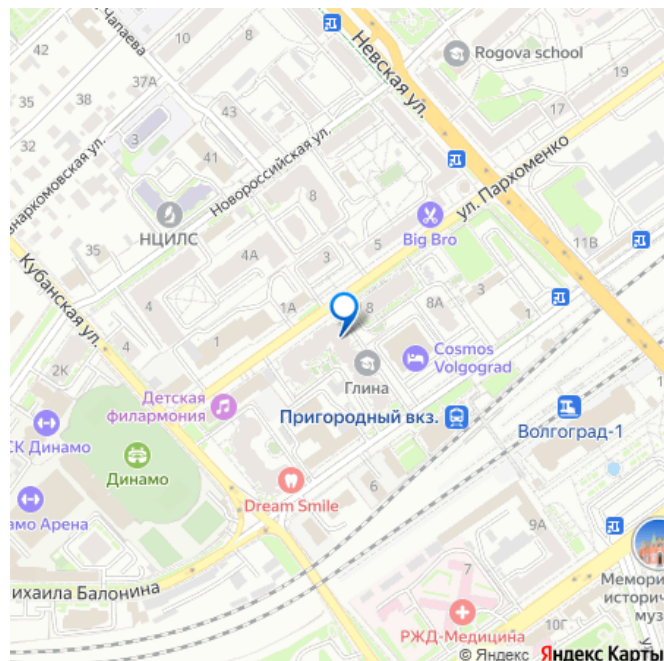 Чапаева
10
8
42
Невская ул.
Rogova school
44
37А
35
38
43
19
17
32
3
41
наркомовская ул.
Новороссийская ул.
ул. Пархоменко
НЦИЛС
8
Big Bro
5
11В
35
4А
3
Кубанская ул.
4
1А
8
8А
3
4
1
2К
Cosmos
Volgograd
Глина
Детская
филармония
СК Динамо
Пригородный вкз.
Волгоград-1
Динамо
Dream Smile
6
амо Арена
9А
ихаила Балонина
7
Мемори
историч
муз
10Г
РЖД-Медицина
© Яндекс Яндекс Карты